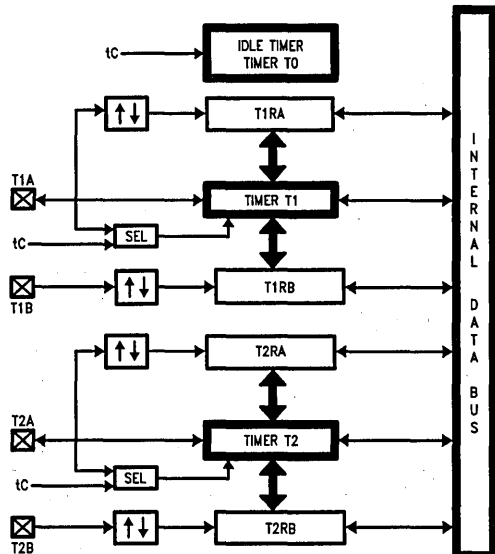 tC
IDLE TIMER
TIMER T0
T1RA
T1A
TIMER T1
tC
SEL
T1B
T1RB
T2RA
T2A
TIMER T2
tC
SEL
T2B
T2RB
INTERNAL DATA BUS